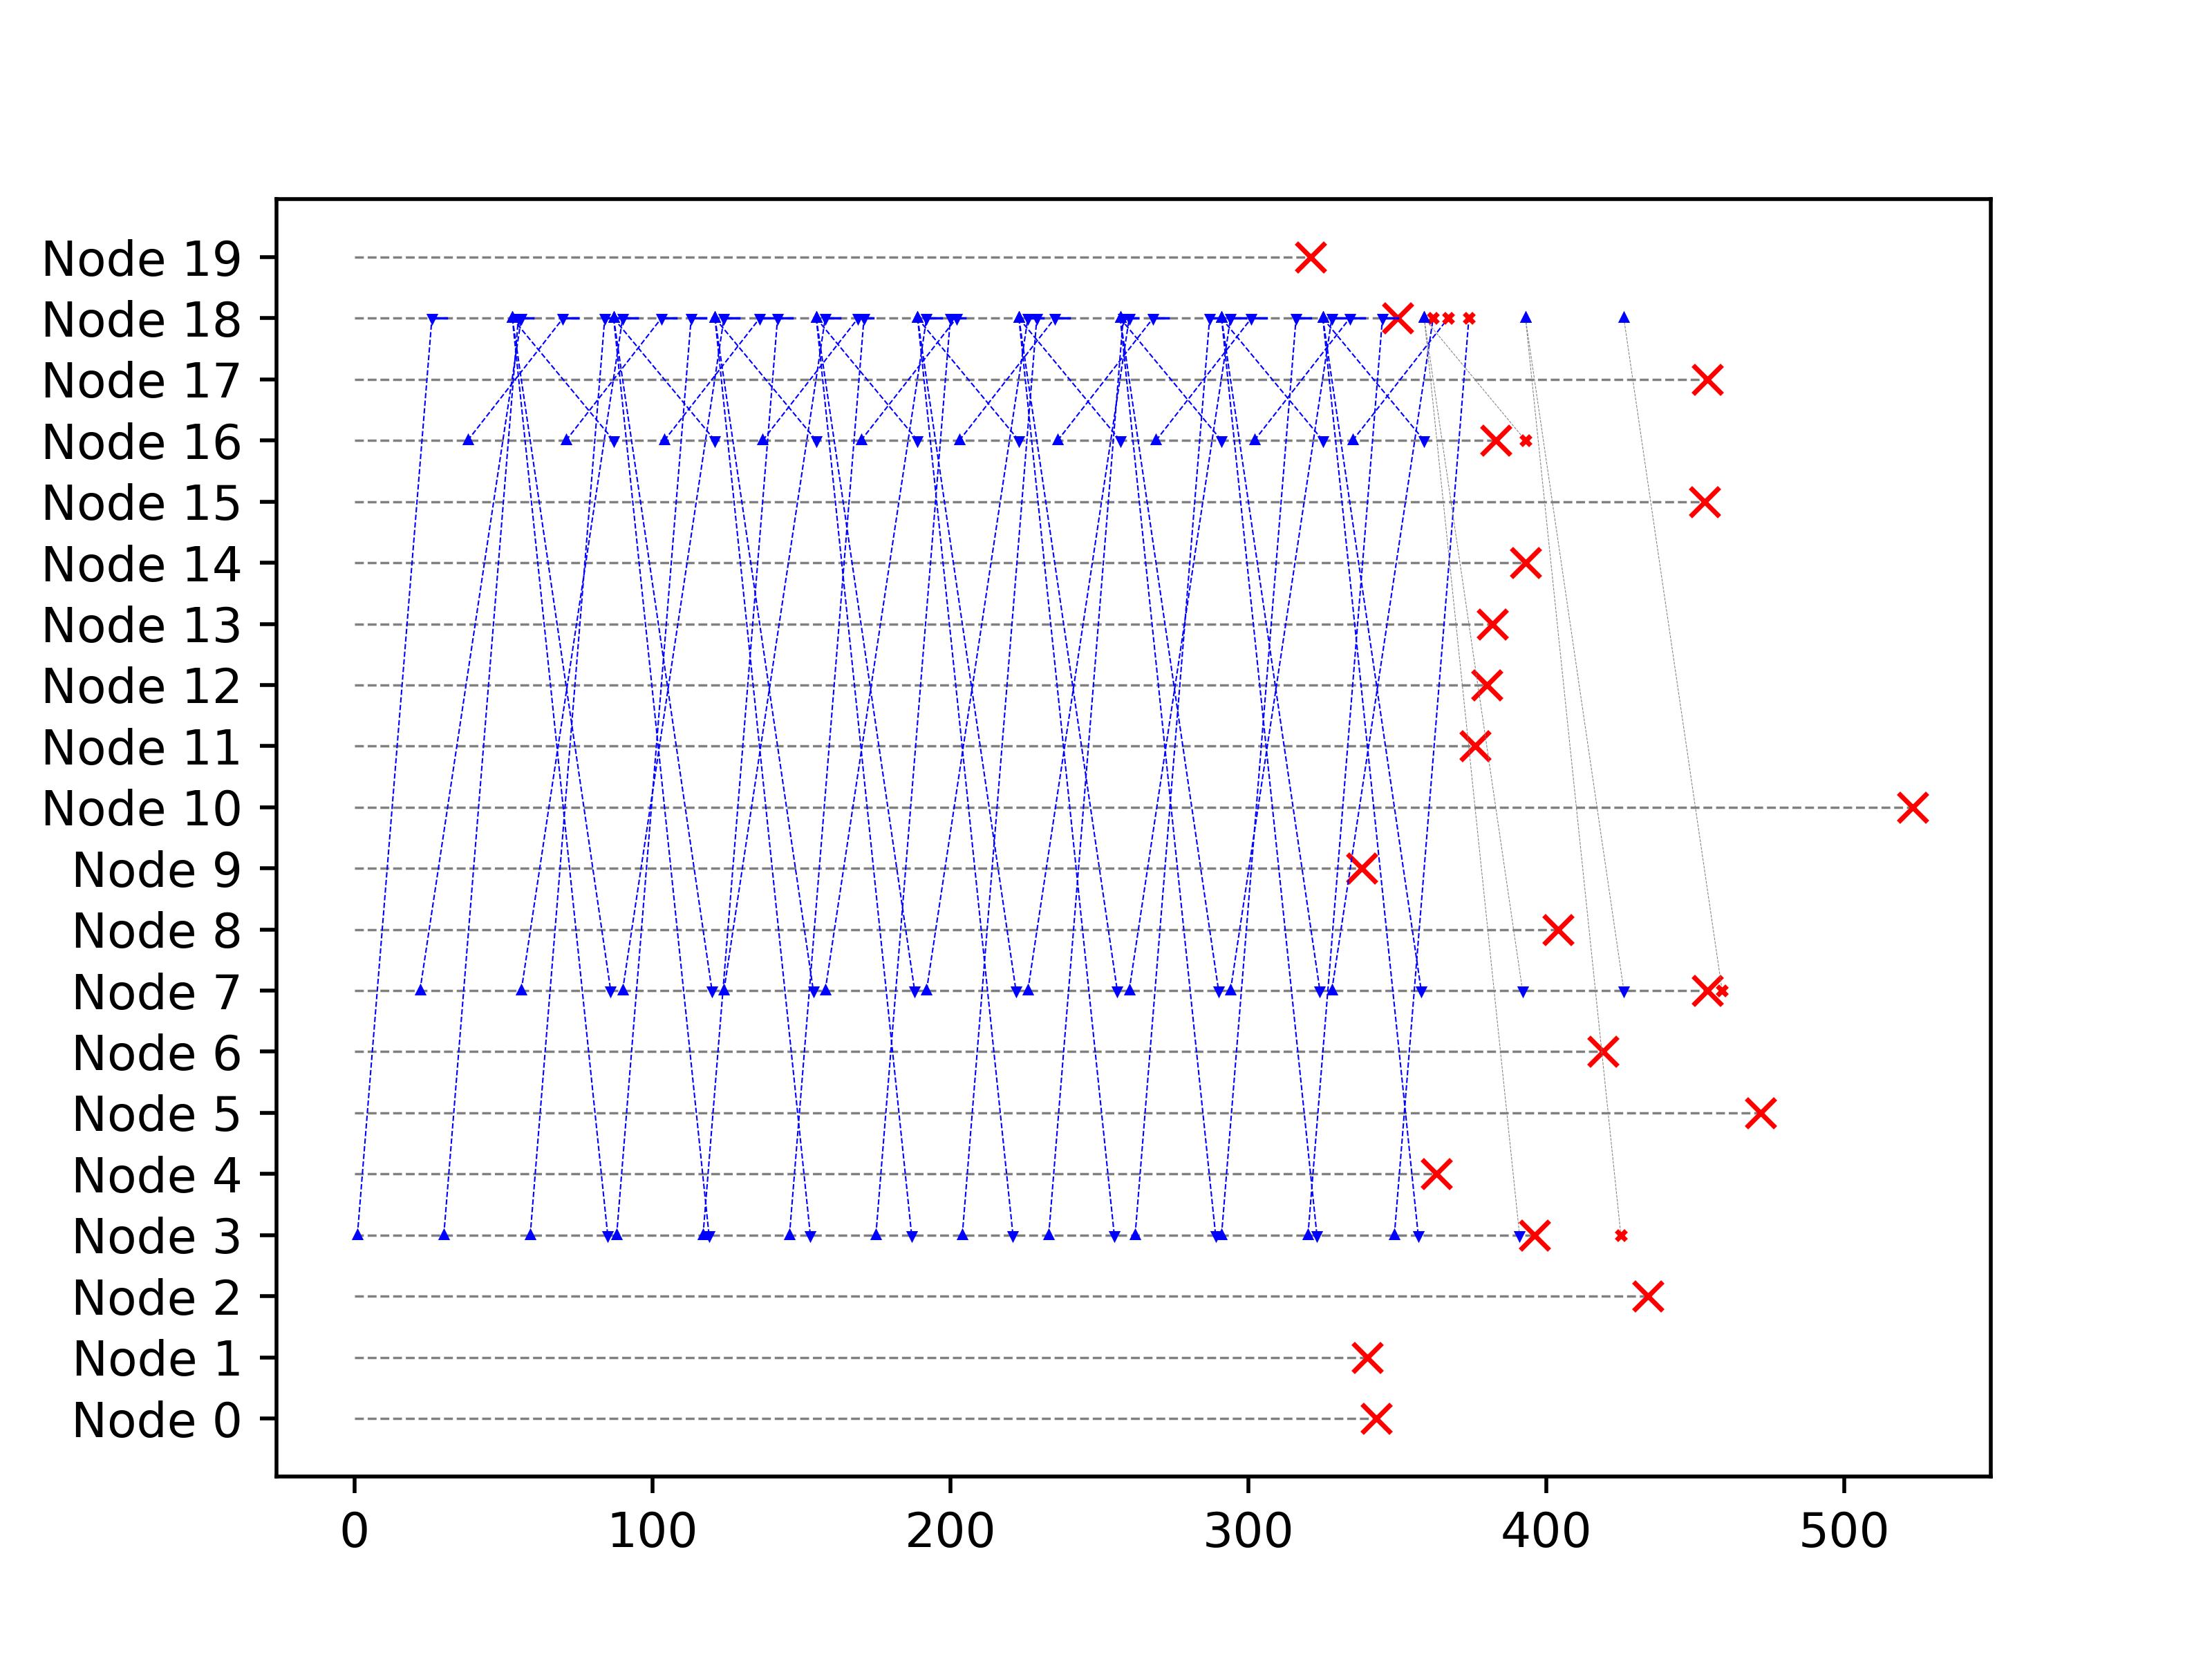 Node 19
Node 18
Node 17
Node 16
Node 15
Node 14
Node 13
Node 12
Node 11
Node 10
Node 9
Node 8
Node 7
Node 6
Node 5
Node 4
Node 3
Node 2
Node 1
Node 0
0 100 200 300 400 500